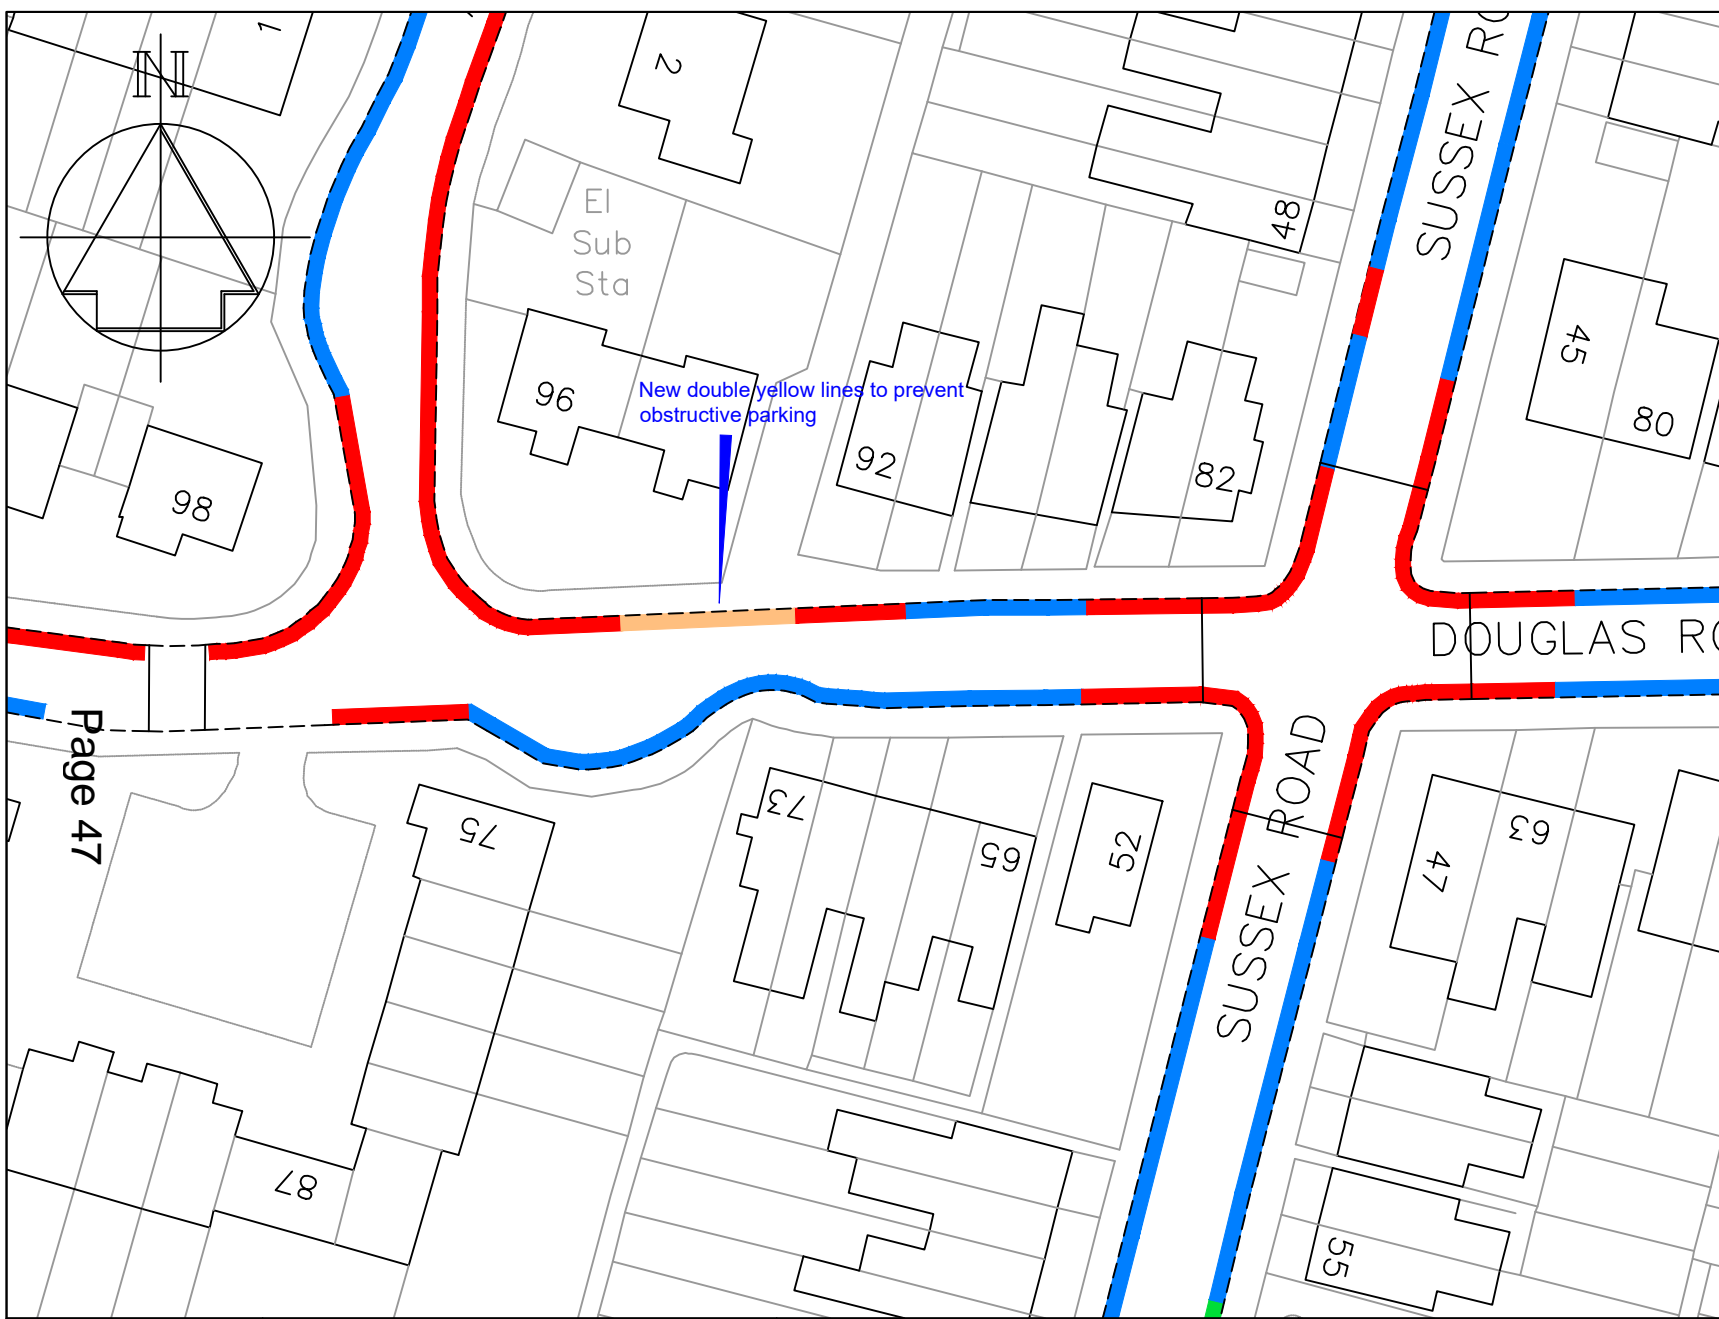 1
N
2
SUSSEX RO
El
Sub
Sta
48
45
80
96
New double yellow lines to prevent
obstructive parking
92
82
98
DOUGLAS RO
Page 47
SUSSEX ROAD
73
75
65
52
63
47
87
55